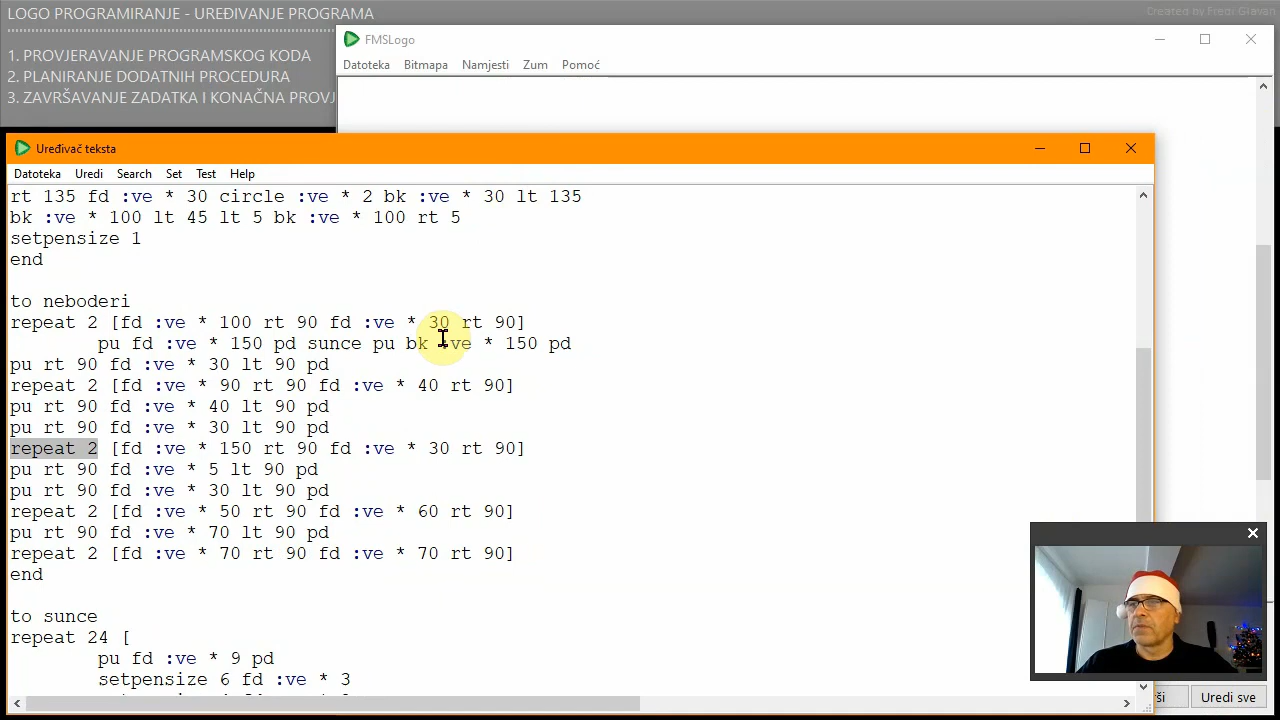 LOGO PROGRAMIRANJE - UREĐIVANJE PROGRAMA
Created by Fredi Glavan
1. PROVJERAVANJE PROGRAMSKOG KODA
2. PLANIRANJE DODATNIH PROCEDURA
3. ZAVRŠAVANJE ZADATKA I KONAČNA PROVJ
FMSLogo
Datoteka Bitmapa Namjesti Zum Pomoć
Uređivač teksta
Datoteka Uredi Search Set Test Help
rt 135 fd :ve * 30 circle :ve * 2 bk :ve * 30 lt 135
bk :ve * 100 lt 45 lt 5 bk :ve * 100 rt 5
setpensize 1
end
to neboderi
repeat 2 [fd :ve * 100 rt 90 fd :ve * 30 rt 90]
pu fd :ve * 150 pd sunce pu bk :ve * 150 pd
pu rt 90 fd :ve * 30 lt 90 pd
repeat 2 [fd :ve * 90 rt 90 fd :ve * 40 rt 90]
pu rt 90 fd :ve * 40 lt 90 pd
pu rt 90 fd :ve * 30 lt 90 pd
repeat 2 [fd :ve * 150 rt 90 fd :ve * 30 rt 90]
pu rt 90 fd :ve * 5 lt 90 pd
pu rt 90 fd :ve * 30 lt 90 pd
repeat 2 [fd :ve * 50 rt 90 fd :ve * 60 rt 90]
pu rt 90 fd :ve * 70 lt 90 pd
repeat 2 [fd :ve * 70 rt 90 fd :ve * 70 rt 90]
end
to sunce
repeat 24 [
pu fd :ve * 9 pd
setpensize 6 fd :ve * 3
ši Uredi sve